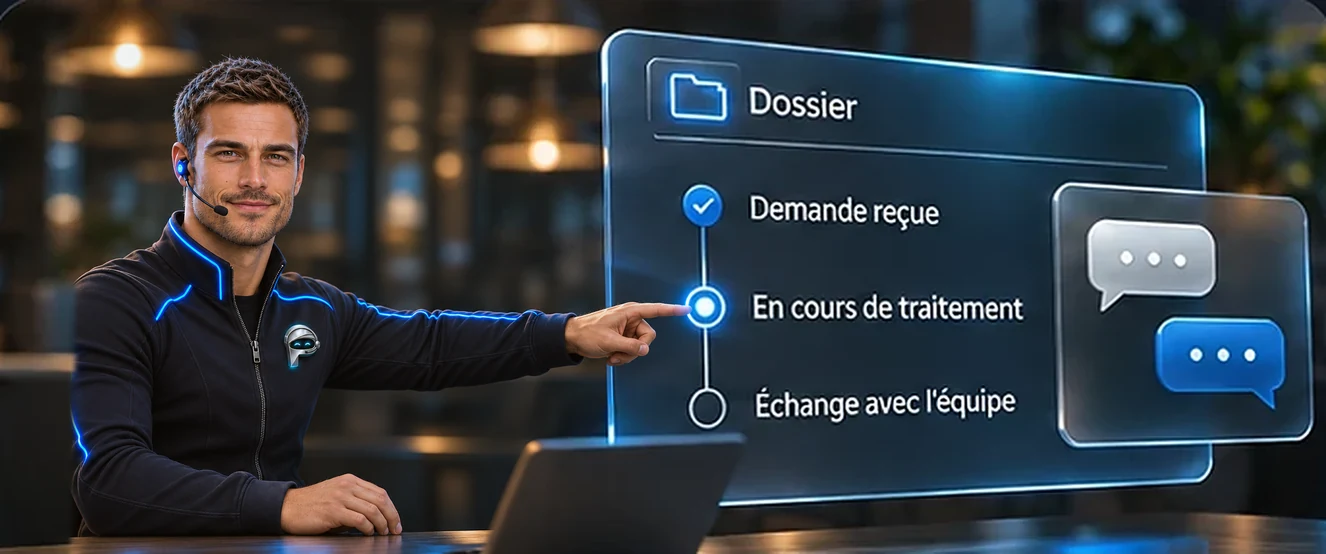 Dossier
Demande reçue
En cours de traitement
Échange avec l'équipe